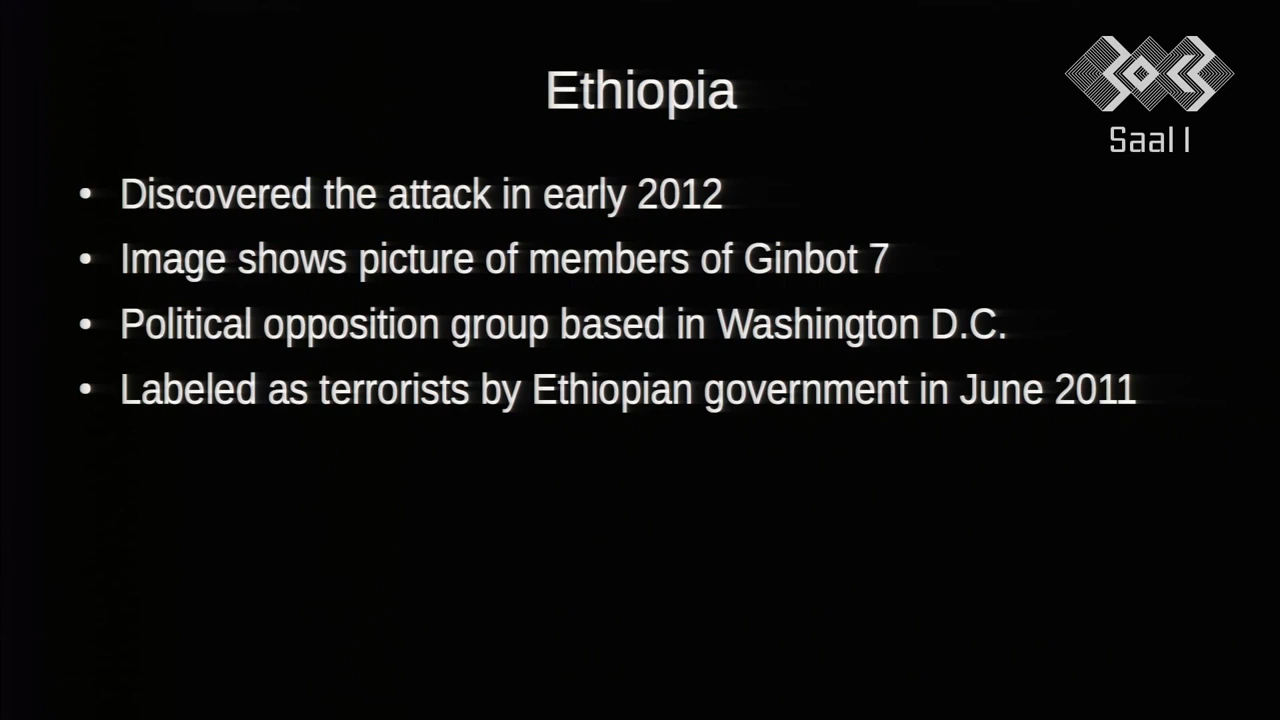 Ethiopia
Saal 1
• Discovered the attack in early 2012
• Image shows picture of members of Ginbot 7
• Political opposition group based in Washington D.C.
• Labeled as terrorists by Ethiopian government in June 2011